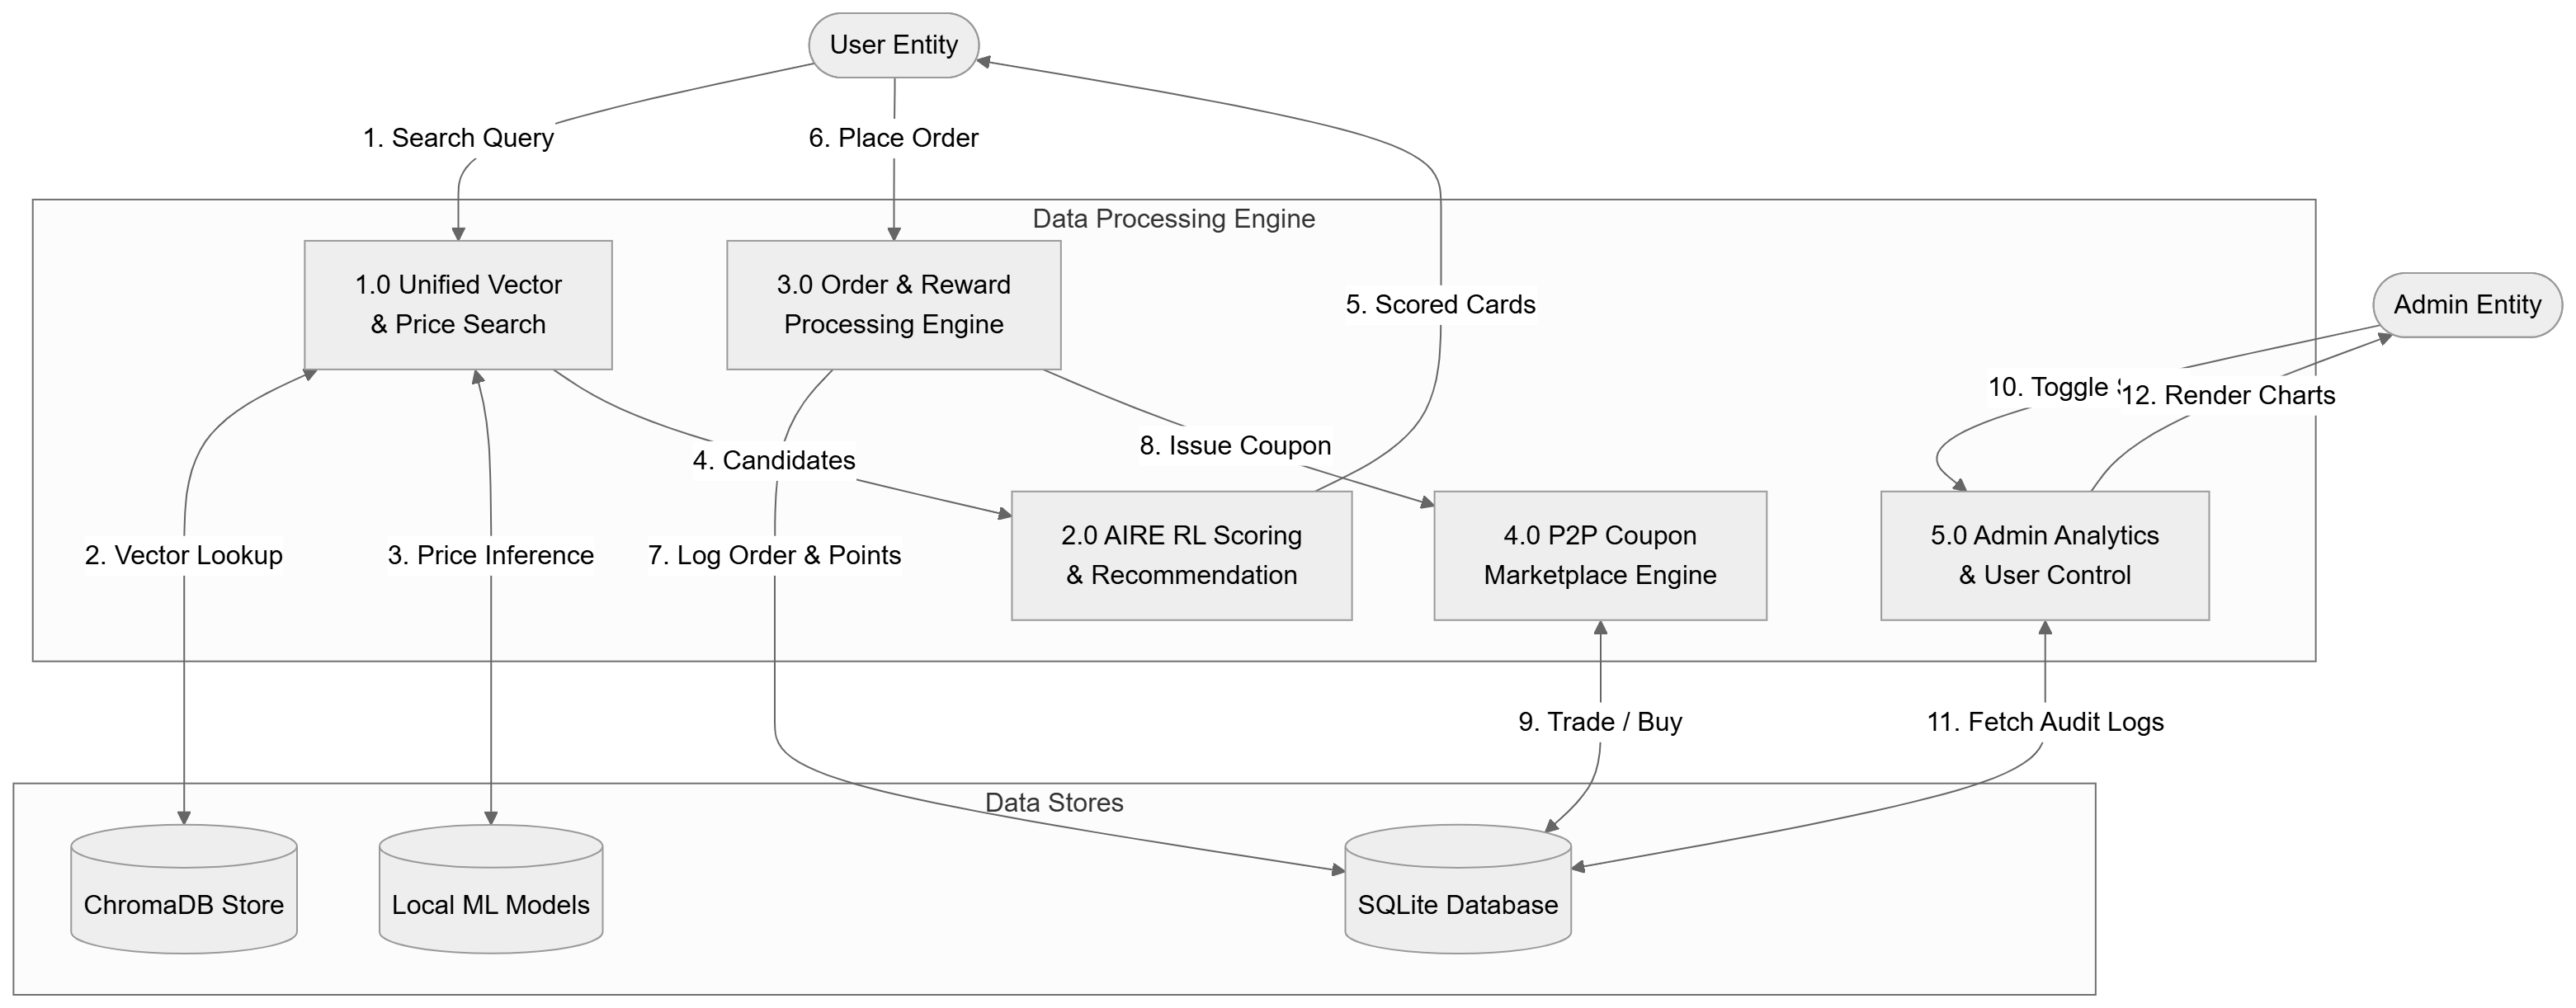 User Entity
1. Search Query
6. Place Order
Data Processing Engine
1.0 Unified Vector
& Price Search
3.0 Order & Reward
Processing Engine
5. Scored Cards
Admin Entity
10. Toggle
12. Render Charts
8. Issue Coupon
4. Candidates
2.0 AIRE RL Scoring
& Recommendation
4.0 P2P Coupon
Marketplace Engine
5.0 Admin Analytics
& User Control
2. Vector Lookup
3. Price Inference
7. Log Order & Points
9. Trade / Buy
11. Fetch Audit Logs
Data Stores
ChromaDB Store
Local ML Models
SQLite Database